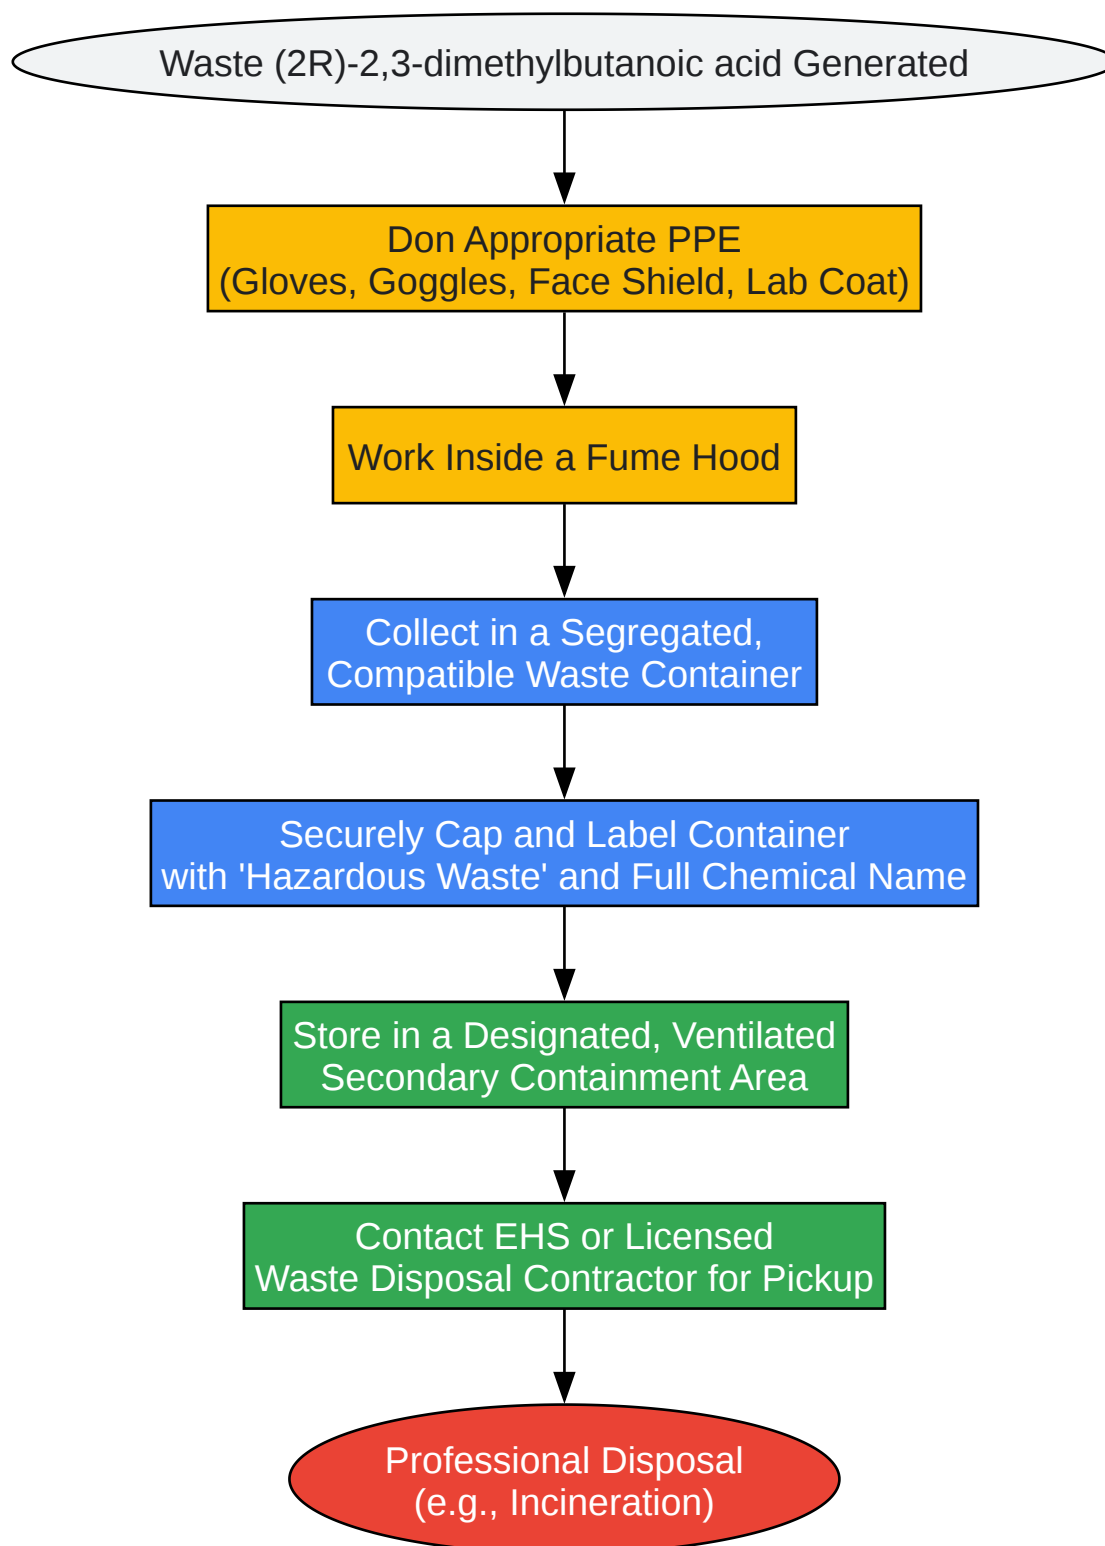 Waste (2R)-2,3-dimethylbutanoic acid Generated
Don Appropriate PPE
(Gloves, Goggles, Face Shield, Lab Coat)
Work Inside a Fume Hood
Collect in a Segregated,
Compatible Waste Container
Securely Cap and Label Container
with 'Hazardous Waste' and Full Chemical Name
Store in a Designated, Ventilated
Secondary Containment Area
Contact EHS or Licensed
Waste Disposal Contractor for Pickup
Professional Disposal
(e.g., Incineration)